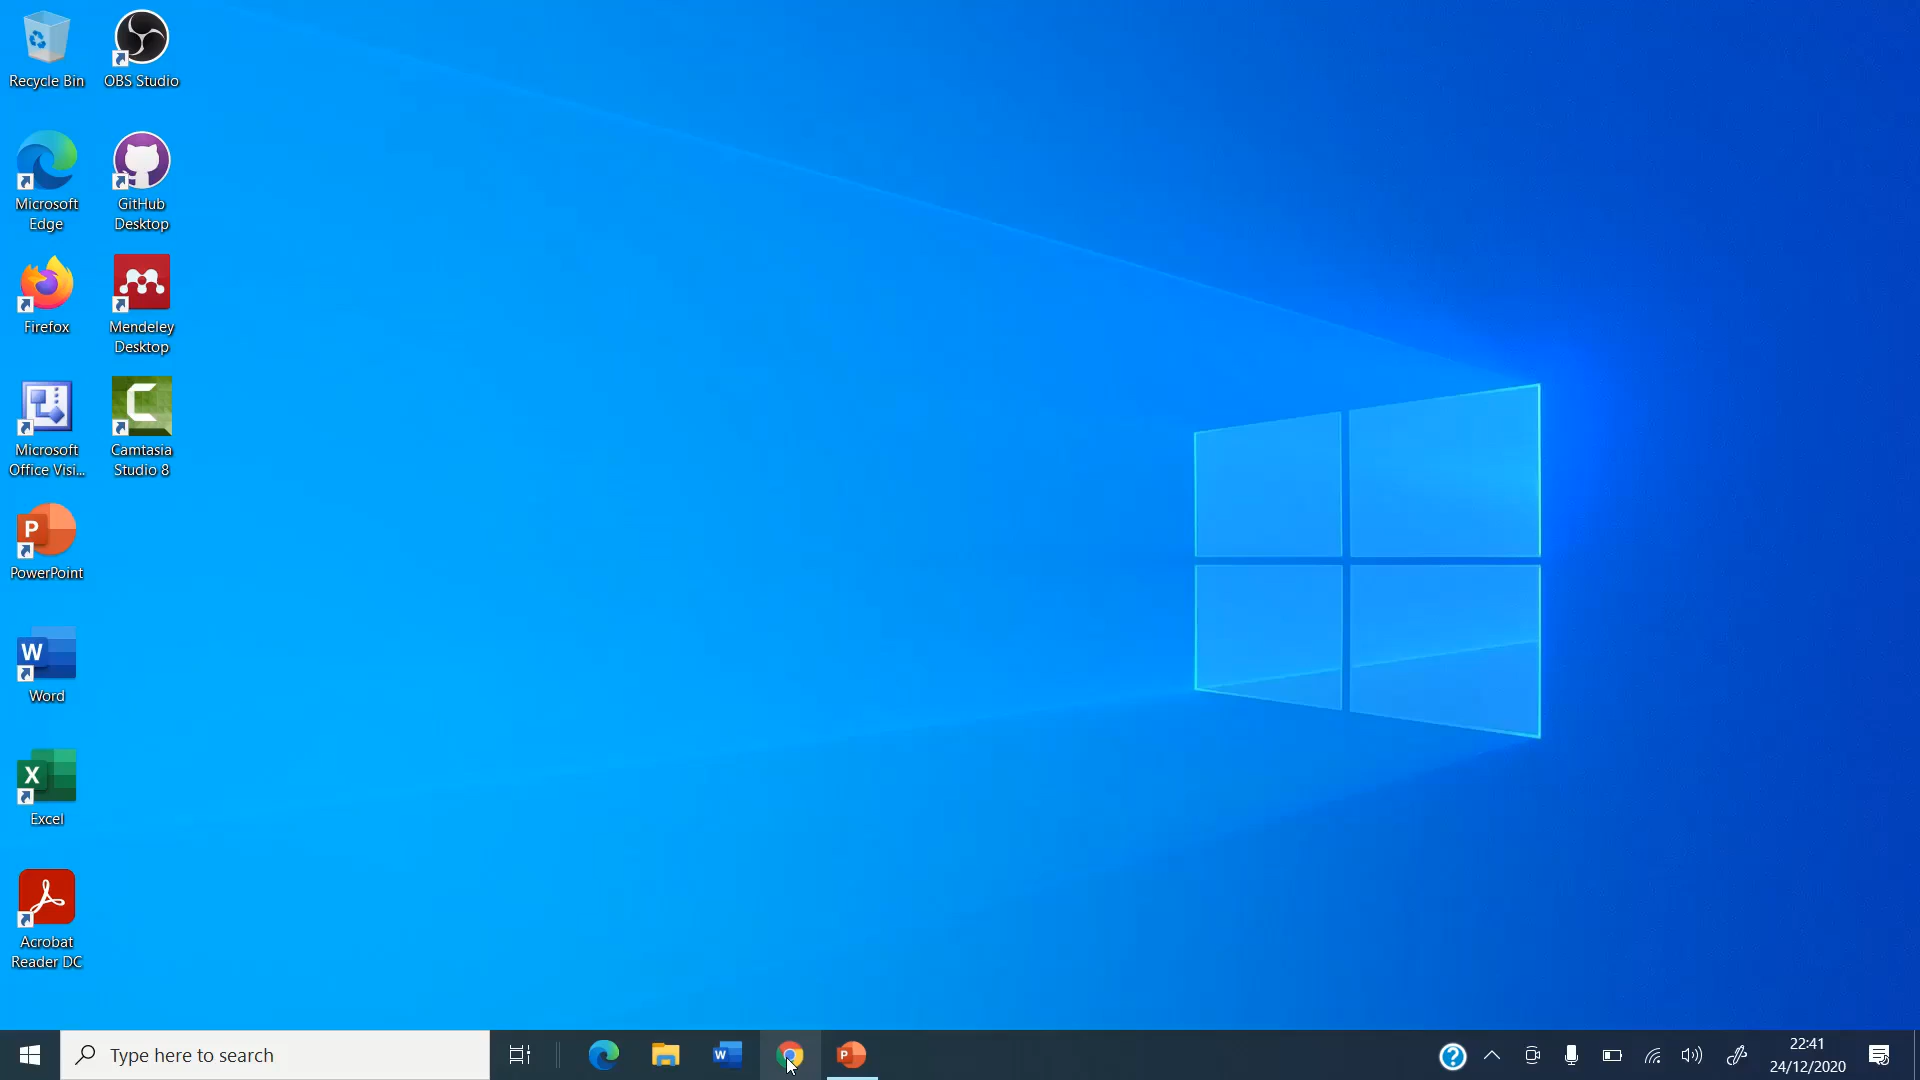 Recycle Bin
OBS Studio
Microsoft
Edge
GitHub
Desktop
Firefox
Mendeley
Desktop
Microsoft
Office Visi...
Camtasia
Studio 8
P
PowerPoint
W
Word
X
Excel
Acrobat
Reader DC
Type here to search
W
P
22:41
24/12/2020